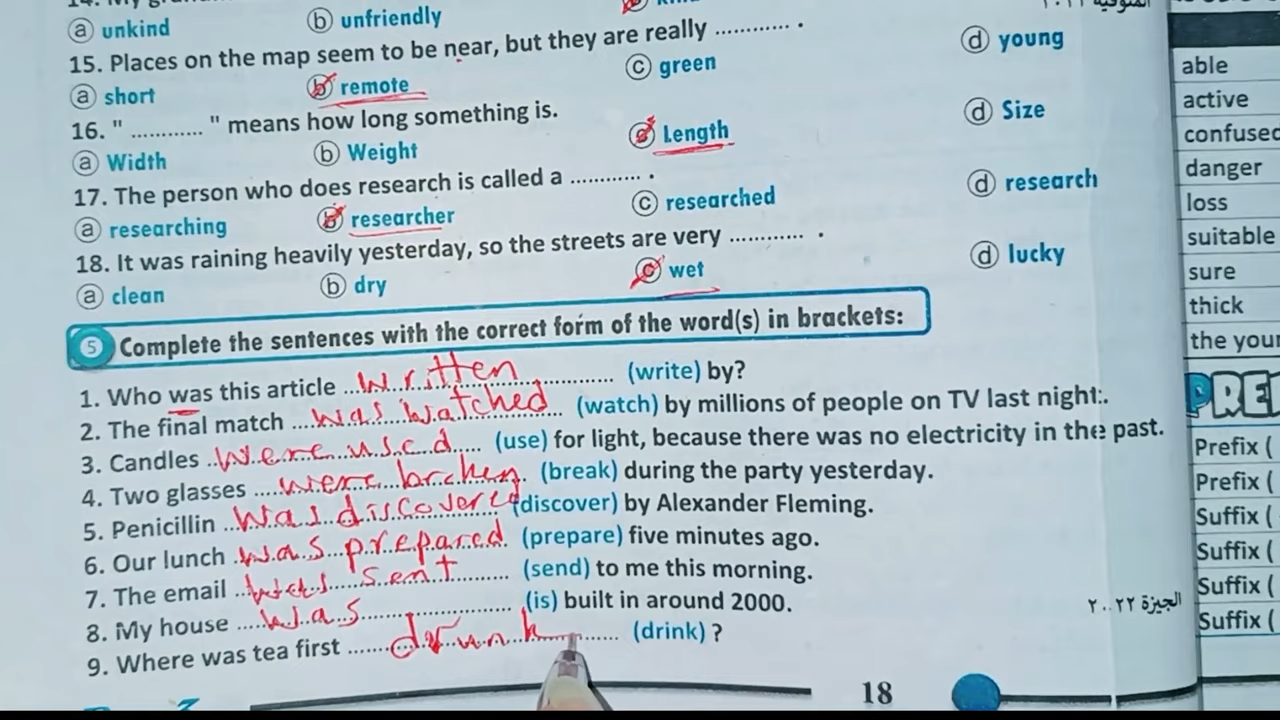 ⓐ unkind ⓑ unfriendly
15. Places on the map seem to be near, but they are really ............ .
ⓐ short ⓑ remote ⓒ green ⓓ young
16. " ............ " means how long something is.
ⓐ Width ⓑ Weight ⓒ Length ⓓ Size
17. The person who does research is called a ............ .
ⓐ researching ⓑ researcher ⓒ researched ⓓ research
18. It was raining heavily yesterday, so the streets are very ............ .
ⓐ clean ⓑ dry ⓒ wet ⓓ lucky
5 Complete the sentences with the correct form of the word(s) in brackets:
1. Who was this article written (write) by?
2. The final match was watched (watch) by millions of people on TV last night.
3. Candles were used (use) for light, because there was no electricity in the past.
4. Two glasses were broken (break) during the party yesterday.
5. Penicillin was discovered (discover) by Alexander Fleming.
6. Our lunch was prepared (prepare) five minutes ago.
7. The email was sent (send) to me this morning.
8. My house was (is) built in around 2000.
الجيزة ٢٠٢٢
9. Where was tea first drunk (drink) ?
18
able
active
confused
danger
loss
suitable
sure
thick
the
Prefix (
Prefix (
Suffix (
Suffix (
Suffix (
Suffix (